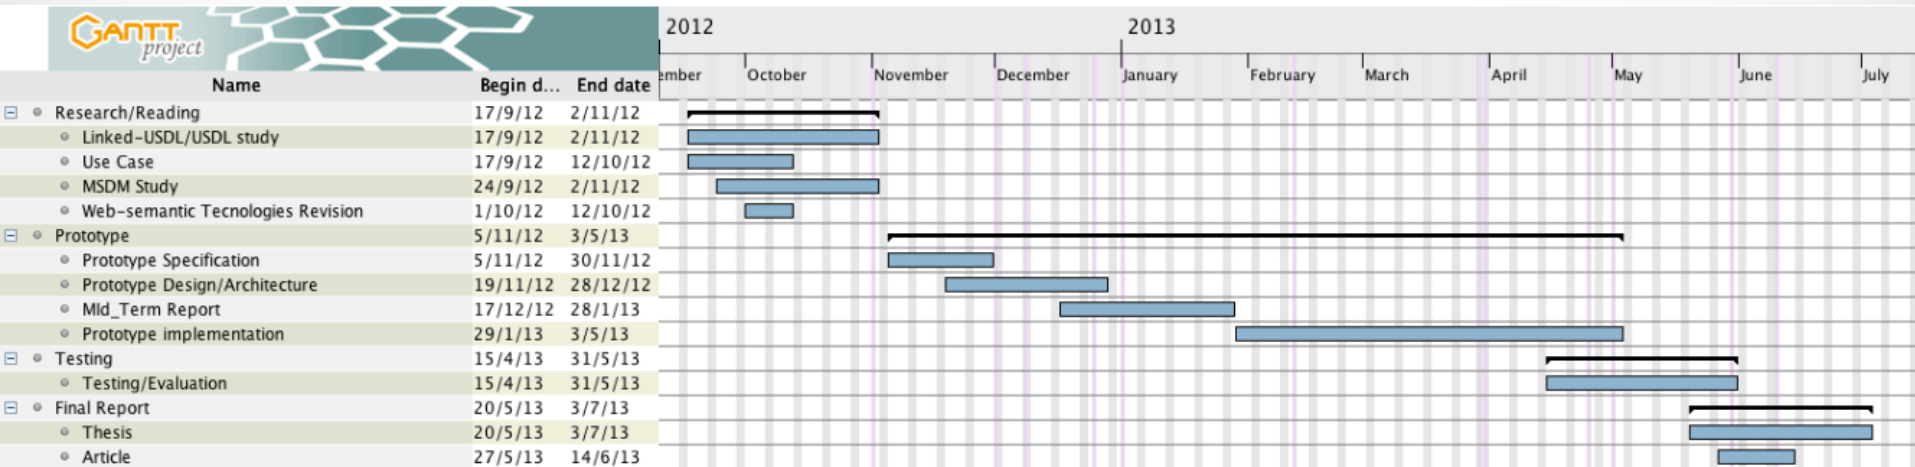 GANTT project
2012 2013
ember October November December January February March April May June July
Name Begin d... End date
Research/Reading 17/9/12 2/11/12
Linked-USDL/USDL study 17/9/12 2/11/12
Use Case 17/9/12 12/10/12
MSDM Study 24/9/12 2/11/12
Web-semantic Tecnologies Revision 1/10/12 12/10/12
Prototype 5/11/12 3/5/13
Prototype Specification 5/11/12 30/11/12
Prototype Design/Architecture 19/11/12 28/12/12
MId_Term Report 17/12/12 28/1/13
Prototype implementation 29/1/13 3/5/13
Testing 15/4/13 31/5/13
Testing/Evaluation 15/4/13 31/5/13
Final Report 20/5/13 3/7/13
Thesis 20/5/13 3/7/13
Article 27/5/13 14/6/13